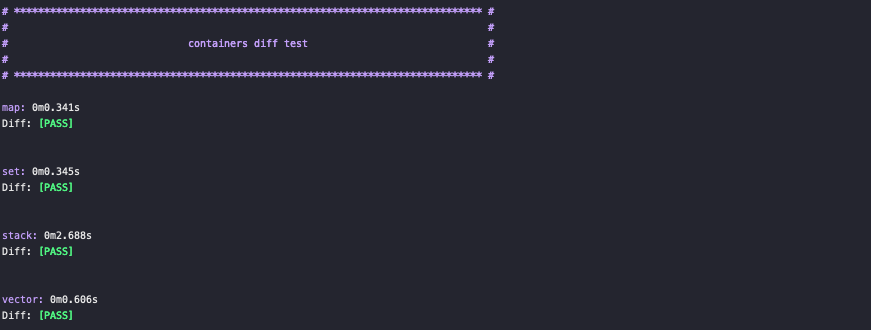 # ****************************************************************************** #
# #
# containers diff test #
# #
# ****************************************************************************** #
map: 0m0.341s
Diff: [PASS]
set: 0m0.345s
Diff: [PASS]
stack: 0m2.688s
Diff: [PASS]
vector: 0m0.606s
Diff: [PASS]